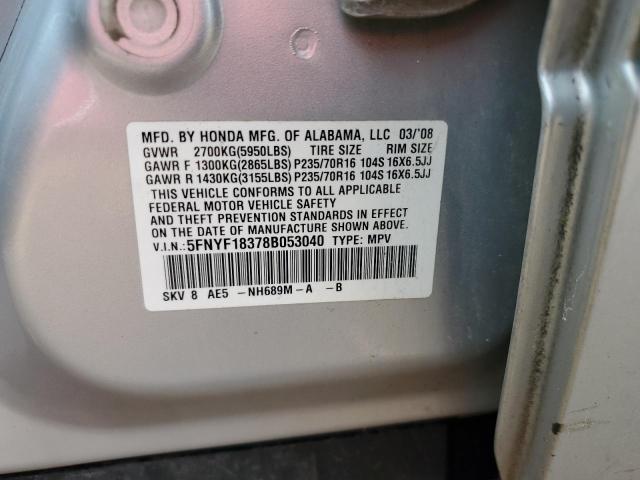 MFD. BY HONDA MFG. OF ALABAMA, LLC 03/'08
GVWR 2700KG(5950LBS) TIRE SIZE RIM SIZE
GAWR F 1300KG(2865LBS) P235/70R16 104S 16X6.5JJ
GAWR R 1430KG(3155LBS) P235/70R16 104S 16X6.5JJ
THIS VEHICLE CONFORMS TO ALL APPLICABLE
FEDERAL MOTOR VEHICLE SAFETY
AND THEFT PREVENTION STANDARDS IN EFFECT
ON THE DATE OF MANUFACTURE SHOWN ABOVE.
V.I.N.: 5FNYF18378B053040 TYPE: MPV
SKV 8 AE5 -NH689M-A -B